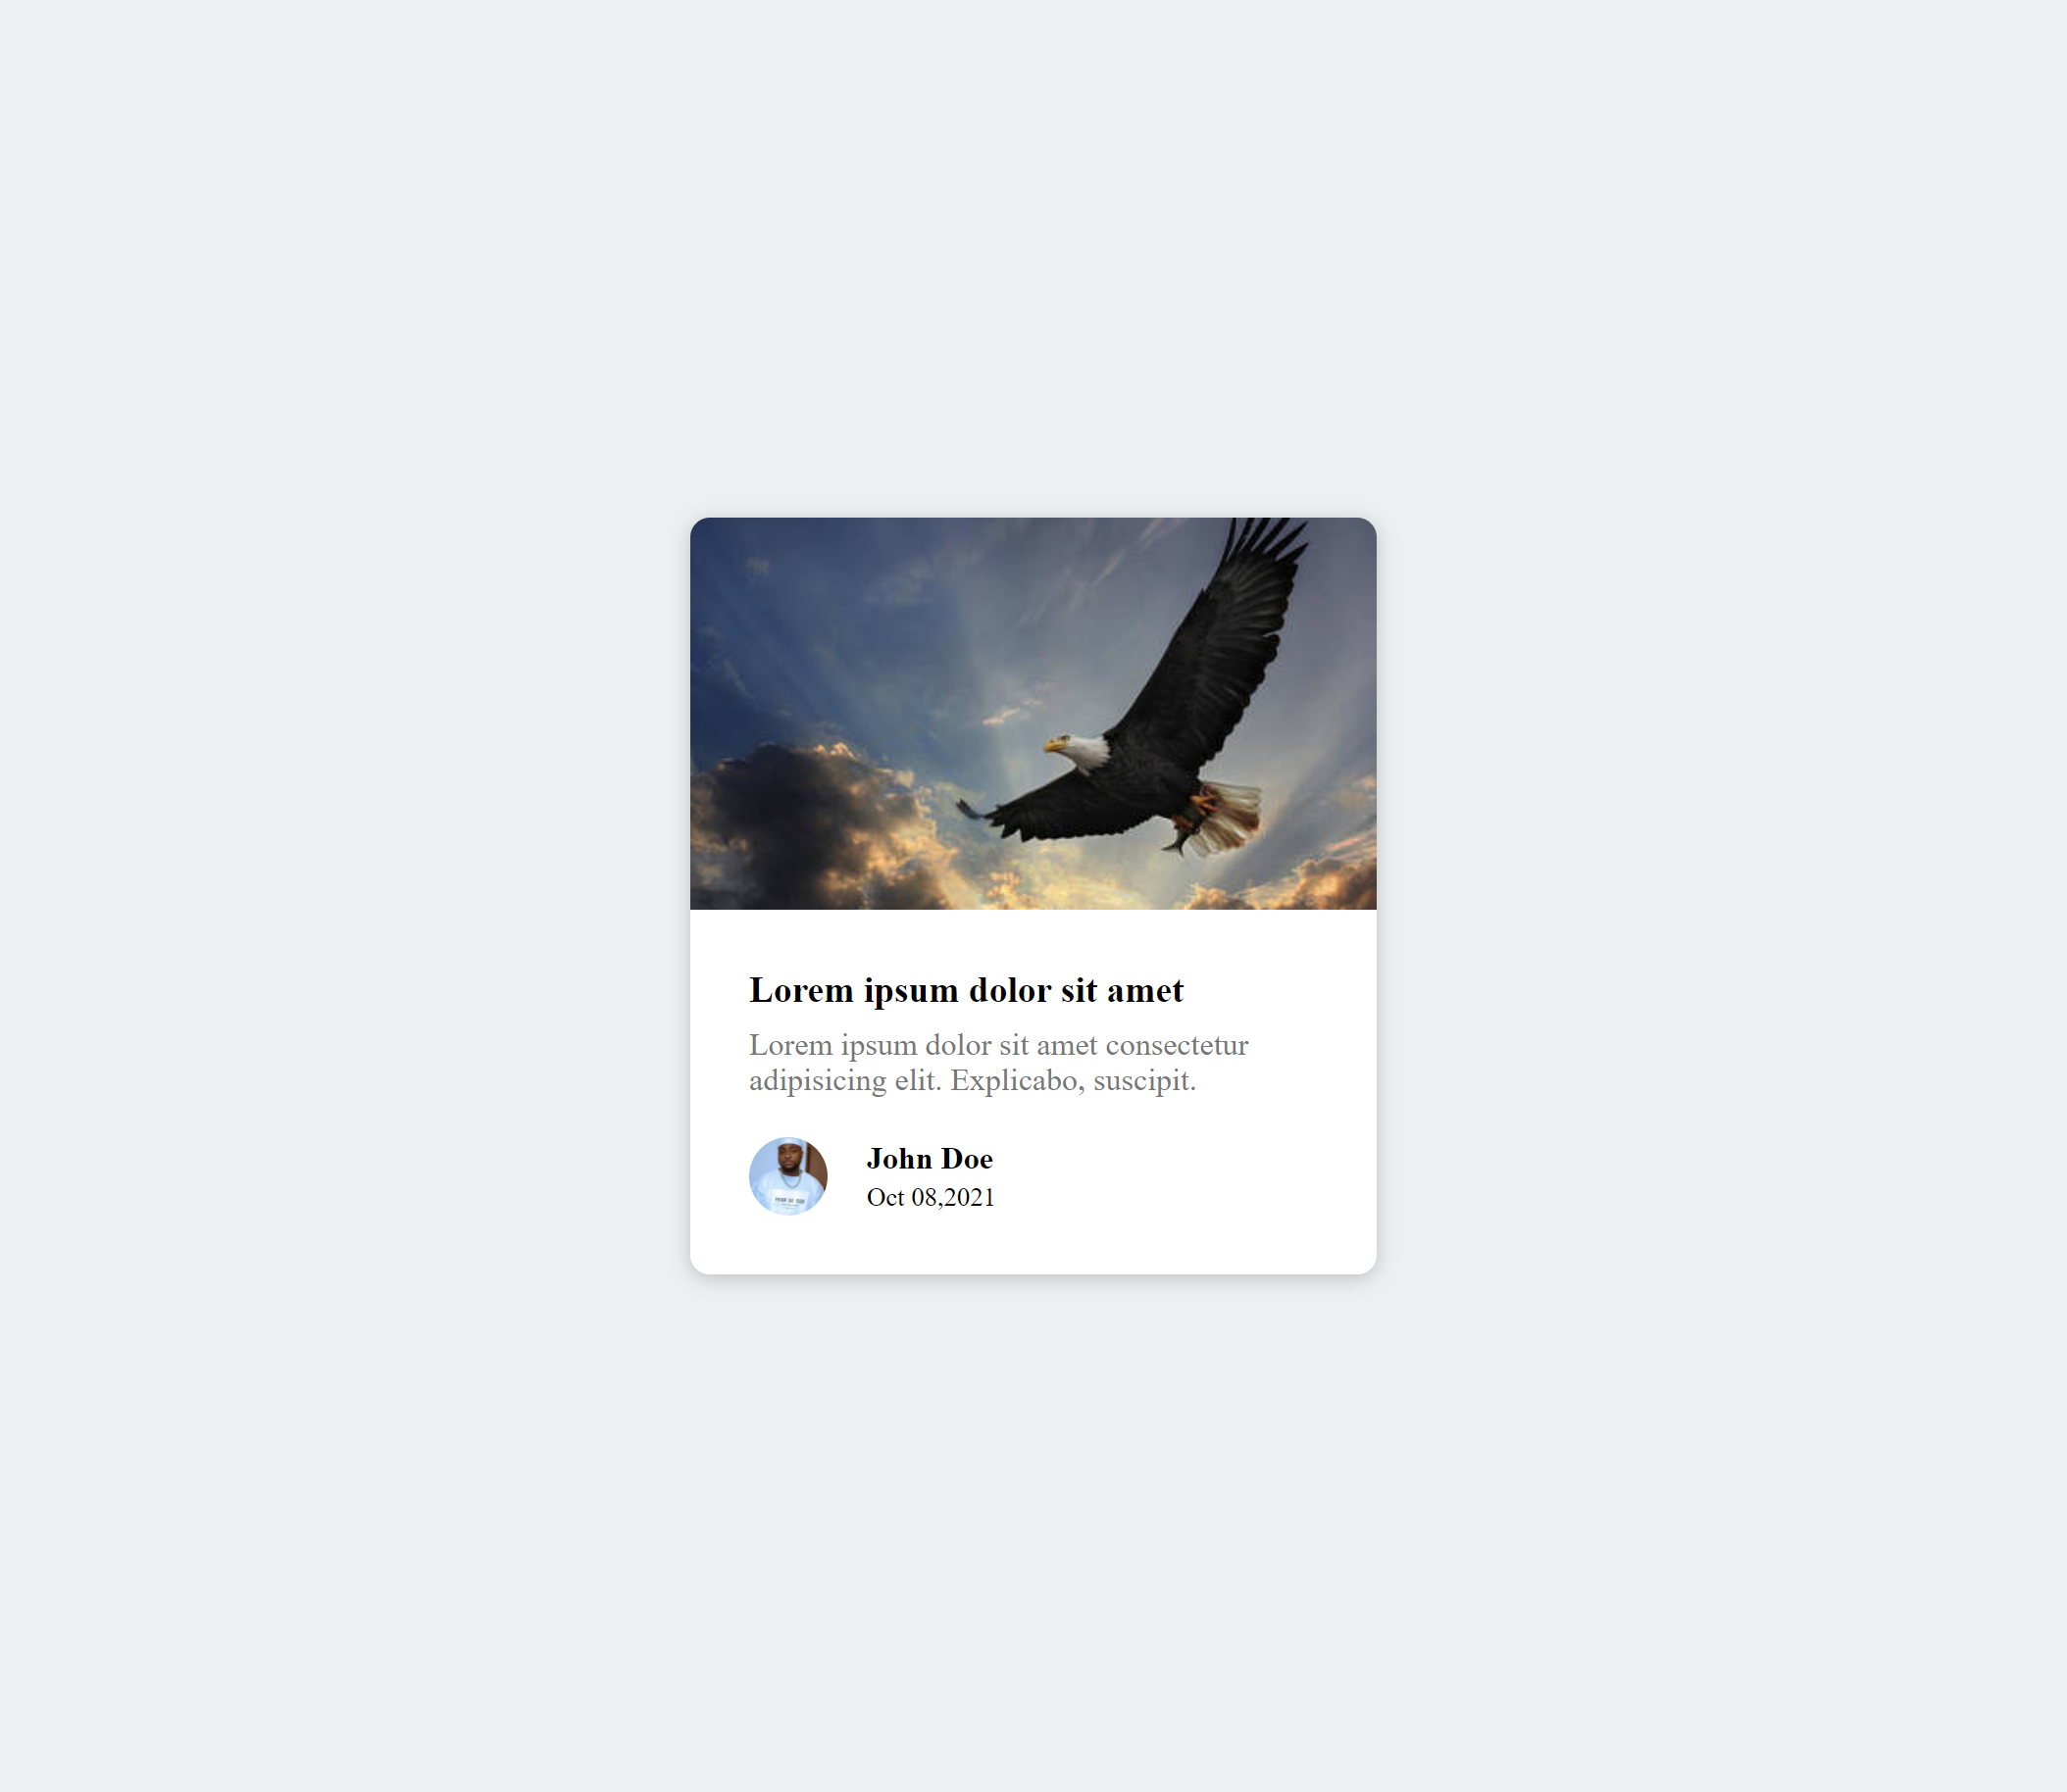 Lorem ipsum dolor sit amet
Lorem ipsum dolor sit amet consectetur
adipisicing elit. Explicabo, suscipit.
John Doe
Oct 08,2021